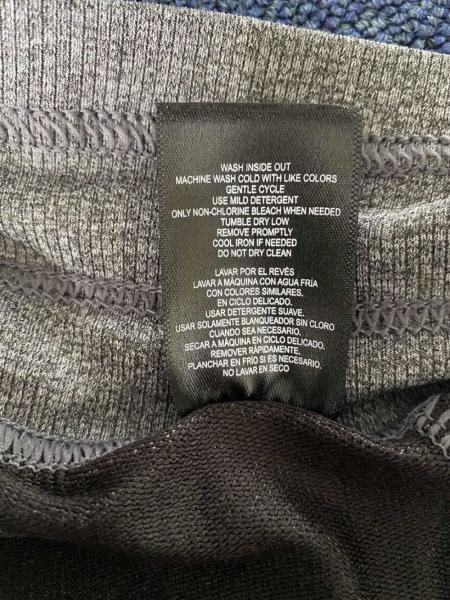 WASH INSIDE OUT
MACHINE WASH COLD WITH LIKE COLORS
GENTLE CYCLE
USE MILD DETERGENT
ONLY NON-CHLORINE BLEACH WHEN NEEDED
TUMBLE DRY LOW
REMOVE PROMPTLY
COOL IRON IF NEEDED
DO NOT DRY CLEAN
LAVAR POR EL REVÉS
LAVAR A MÁQUINA CON AGUA FRÍA
CON COLORES SIMILARES.
EN CICLO DELICADO.
USAR DETERGENTE SUAVE.
USAR SOLAMENTE BLANQUEADOR SIN CLORO
CUANDO SEA NECESARIO.
SECAR A MÁQUINA EN CICLO DELICADO.
REMOVER RÀPIDAMENTE.
PLANCHAR EN FRÍO SI ES NECESARIO.
NO LAVAR EN SECO